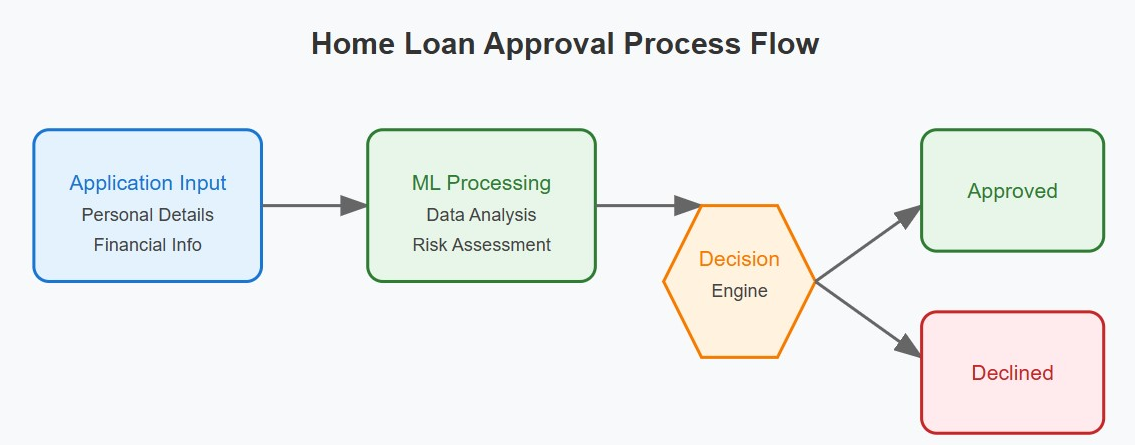 Home Loan Approval Process Flow
Application Input
Personal Details
Financial Info
ML Processing
Data Analysis
Risk Assessment
Decision
Engine
Approved
Declined